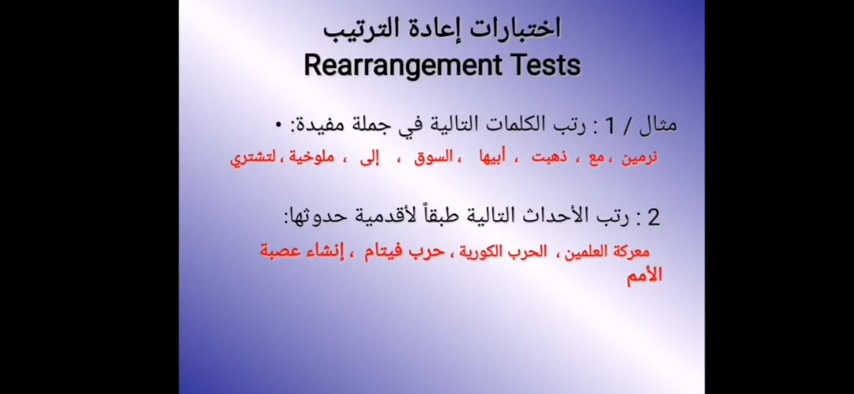 اختبارات إعادة الترتيب
Rearrangement Tests
مثال / 1 : رتب الكلمات التالية في جملة مفيدة: •
نرمين ، مع ، ذهبت ، أبيها ، السوق ، إلى ، ملوخية ، لتشتري
2 : رتب الأحداث التالية طبقاً لأقدمية حدوثها:
معركة العلمين ، الحرب الكورية ، حرب فيتام ، إنشاء عصبة
الأمم